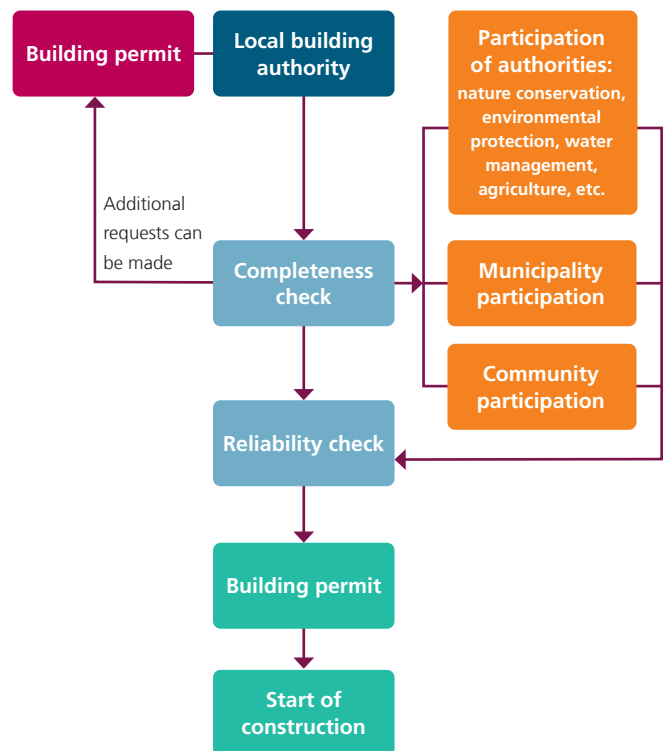 Building permit
Local building
authority
Participation
of authorities:
nature conservation,
environmental
protection, water
management,
agriculture, etc.
Additional
requests can
be made
Completeness
check
Municipality
participation
Community
participation
Reliability check
Building permit
Start of
construction